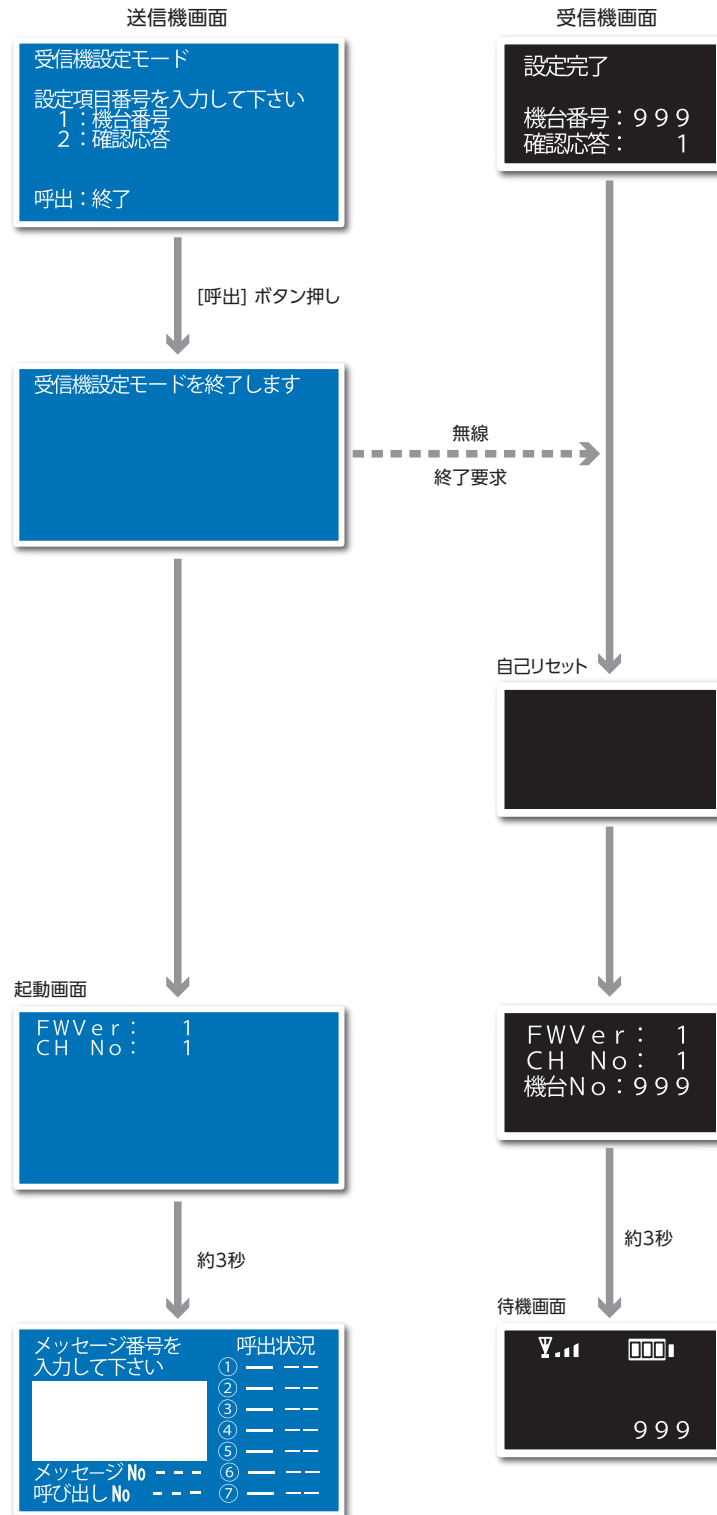 送信機画面
受信機設定モード
設定項目番号を入力して下さい
1：機台番号
2：確認応答
呼出：終了
[呼出] ボタン押し
受信機設定モードを終了します
無線
終了要求
起動画面
FWVer： 1
CH No： 1
約3秒
メッセージ番号を
入力して下さい
メッセージNo - - -
呼び出しNo - - -
呼出状況
① ― --
② ― --
③ ― --
④ ― --
⑤ ― --
⑥ ― --
⑦ ― --
受信機画面
設定完了
機台番号：999
確認応答： 1
自己リセット
FWVer： 1
CH No： 1
機台No：999
約3秒
待機画面
999